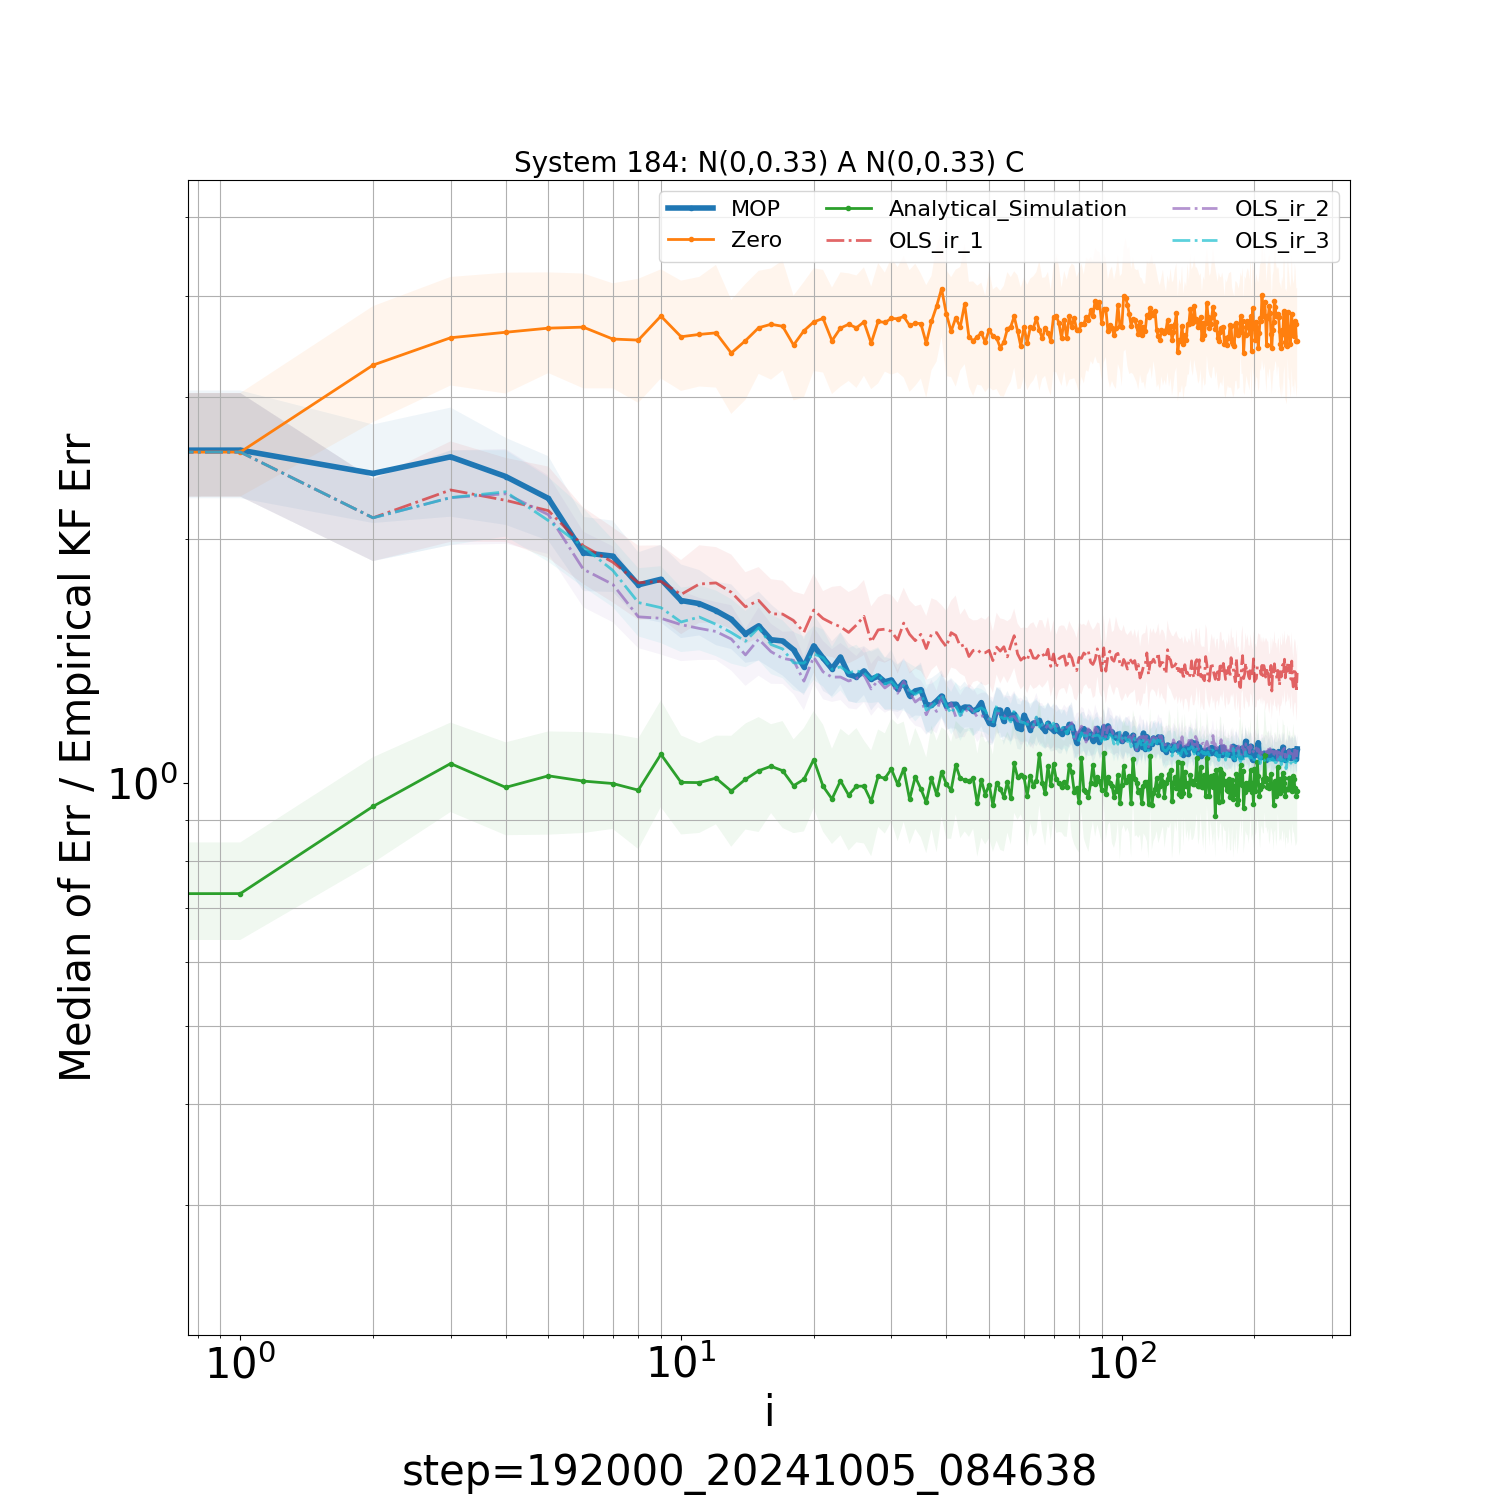 System 184: N(0,0.33) A N(0,0.33) C
MOP
Zero
Analytical_Simulation
OLS_ir_1
OLS_ir_2
OLS_ir_3
Median of Err / Empirical KF Err
10⁰
10⁰ 10¹ 10²
i
step=192000_20241005_084638